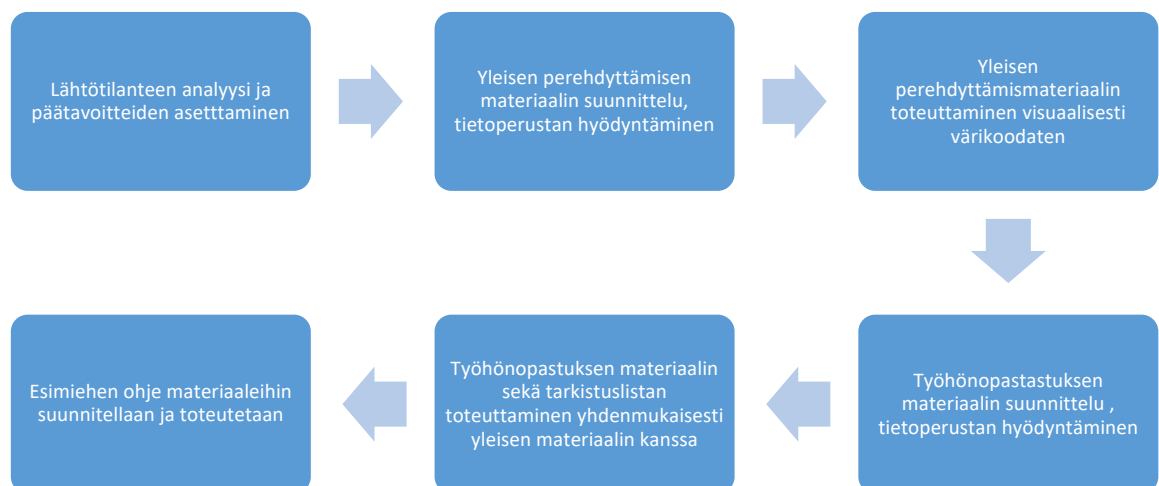 Lähtötilanteen analyysi ja
päätavoitteiden asetttaminen
Yleisen perehdyttämisen
materiaalin suunnittelu,
tietoperustan hyödyntäminen
Yleisen
perehdyttämismateriaalin
toteuttaminen visuaalisesti
värikoodaten
Työhönopastastuksen
materiaalin suunnittelu ,
tietoperustan hyödyntäminen
Työhönopastuksen materiaalin
sekä tarkistuslistan
toteuttaminen yhdenmukaisesti
yleisen materiaalin kanssa
Esimiehen ohje materiaaleihin
suunnitellaan ja toteutetaan